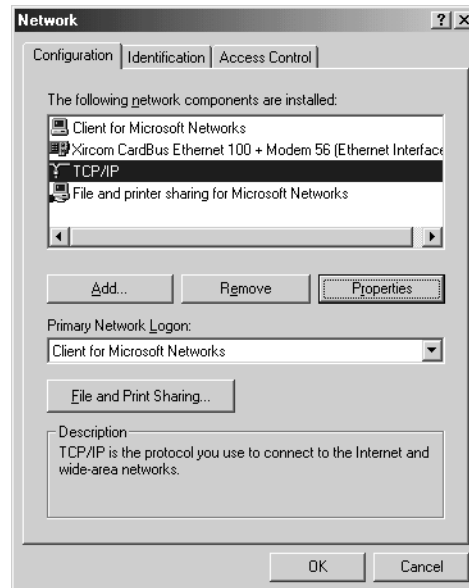 Network
? ×
Configuration Identification Access Control
The following network components are installed:
Client for Microsoft Networks
Xircom CardBus Ethernet 100 + Modem 56 (Ethernet Interface
TCP/IP
File and printer sharing for Microsoft Networks
Add... Remove Properties
Primary Network Logon:
Client for Microsoft Networks
File and Print Sharing...
Description
TCP/IP is the protocol you use to connect to the Internet and
wide-area networks.
OK Cancel